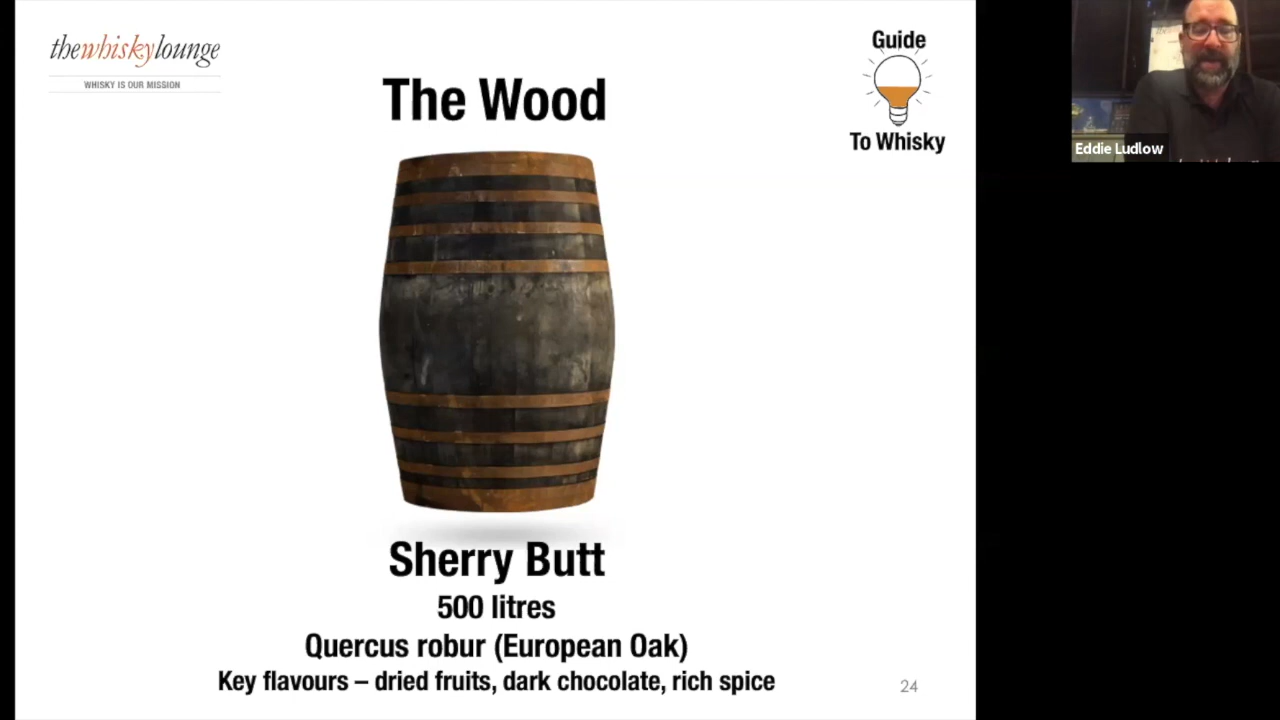 thewhiskylounge
WHISKY IS OUR MISSION
Guide
To Whisky
The Wood
Eddie Ludlow
Sherry Butt
500 litres
Quercus robur (European Oak)
Key flavours – dried fruits, dark chocolate, rich spice
24